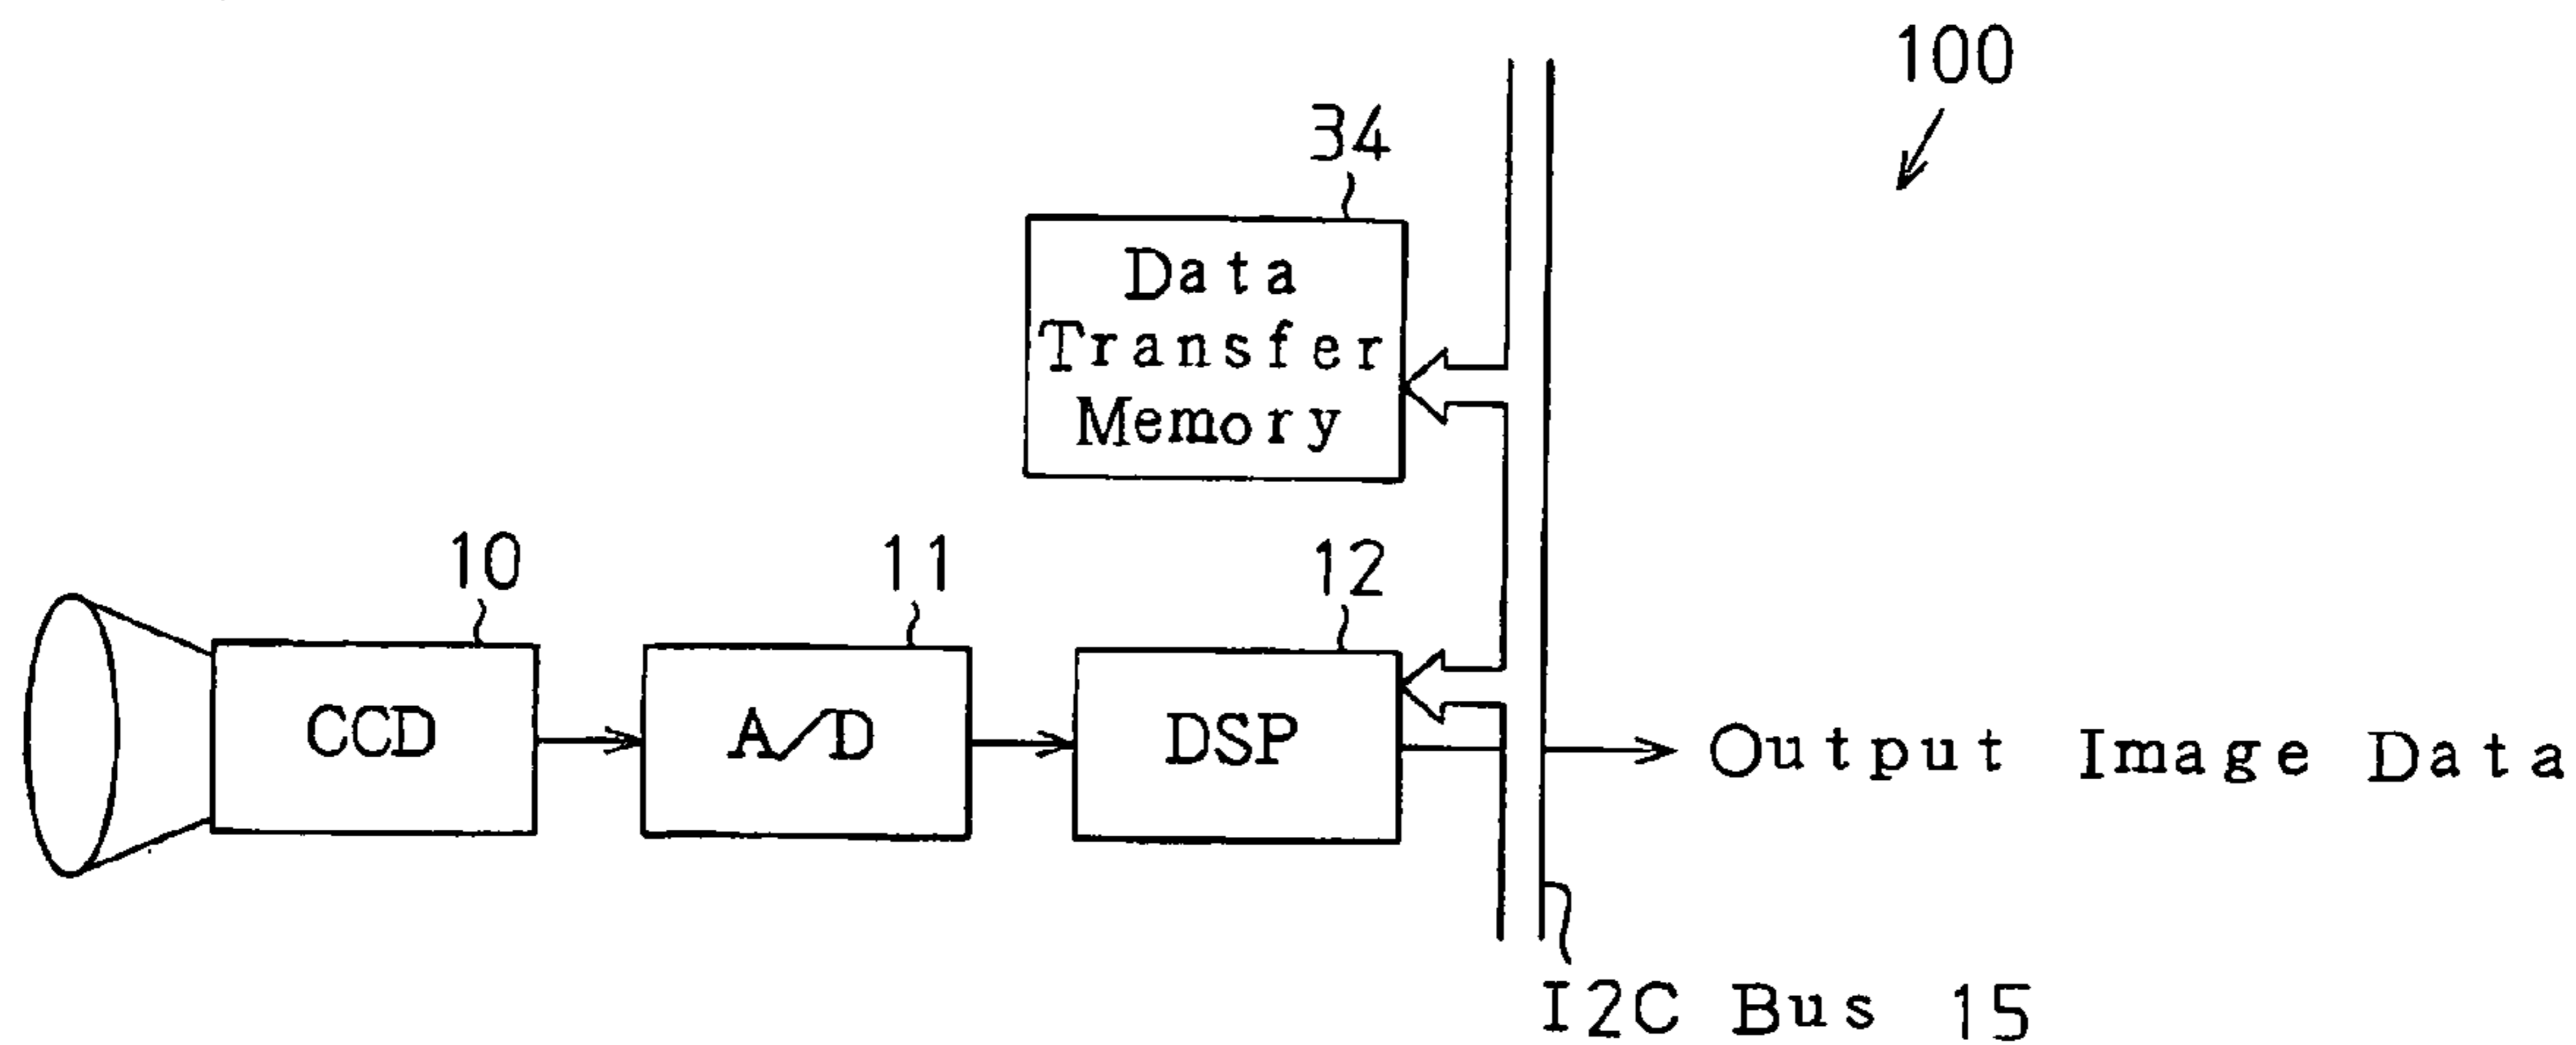 100
34
Data
Transfer
Memory
10
11
12
CCD
A/D
DSP
Output Image Data
I2C Bus 15